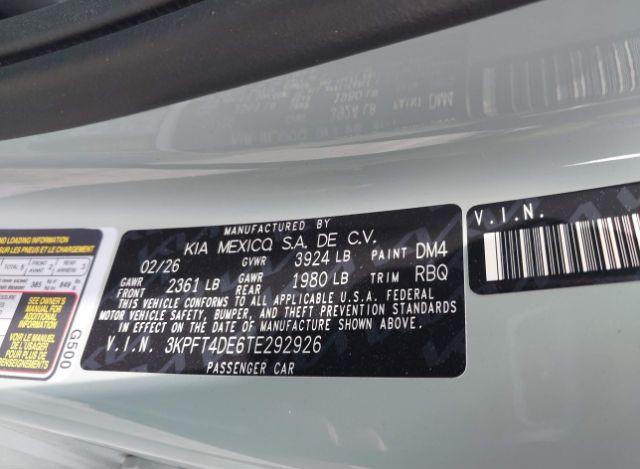 MANUFACTURED BY
KIA MEXICO S.A. DE C.V.
02/26 GVWR 3924 LB PAINT DM4
GAWR FRONT 2361 LB GAWR REAR 1980 LB TRIM RBQ
THIS VEHICLE CONFORMS TO ALL APPLICABLE U.S.A. FEDERAL
MOTOR VEHICLE SAFETY, BUMPER, AND THEFT PREVENTION
STANDARDS IN EFFECT ON THE DATE OF MANUFACTURE SHOWN ABOVE.
V.I.N. 3KPFT4DE6TE292926
PASSENGER CAR
V.I.N.
SEE OWNER'S
MANUAL FOR
ADDITIONAL
INFORMATION
G500